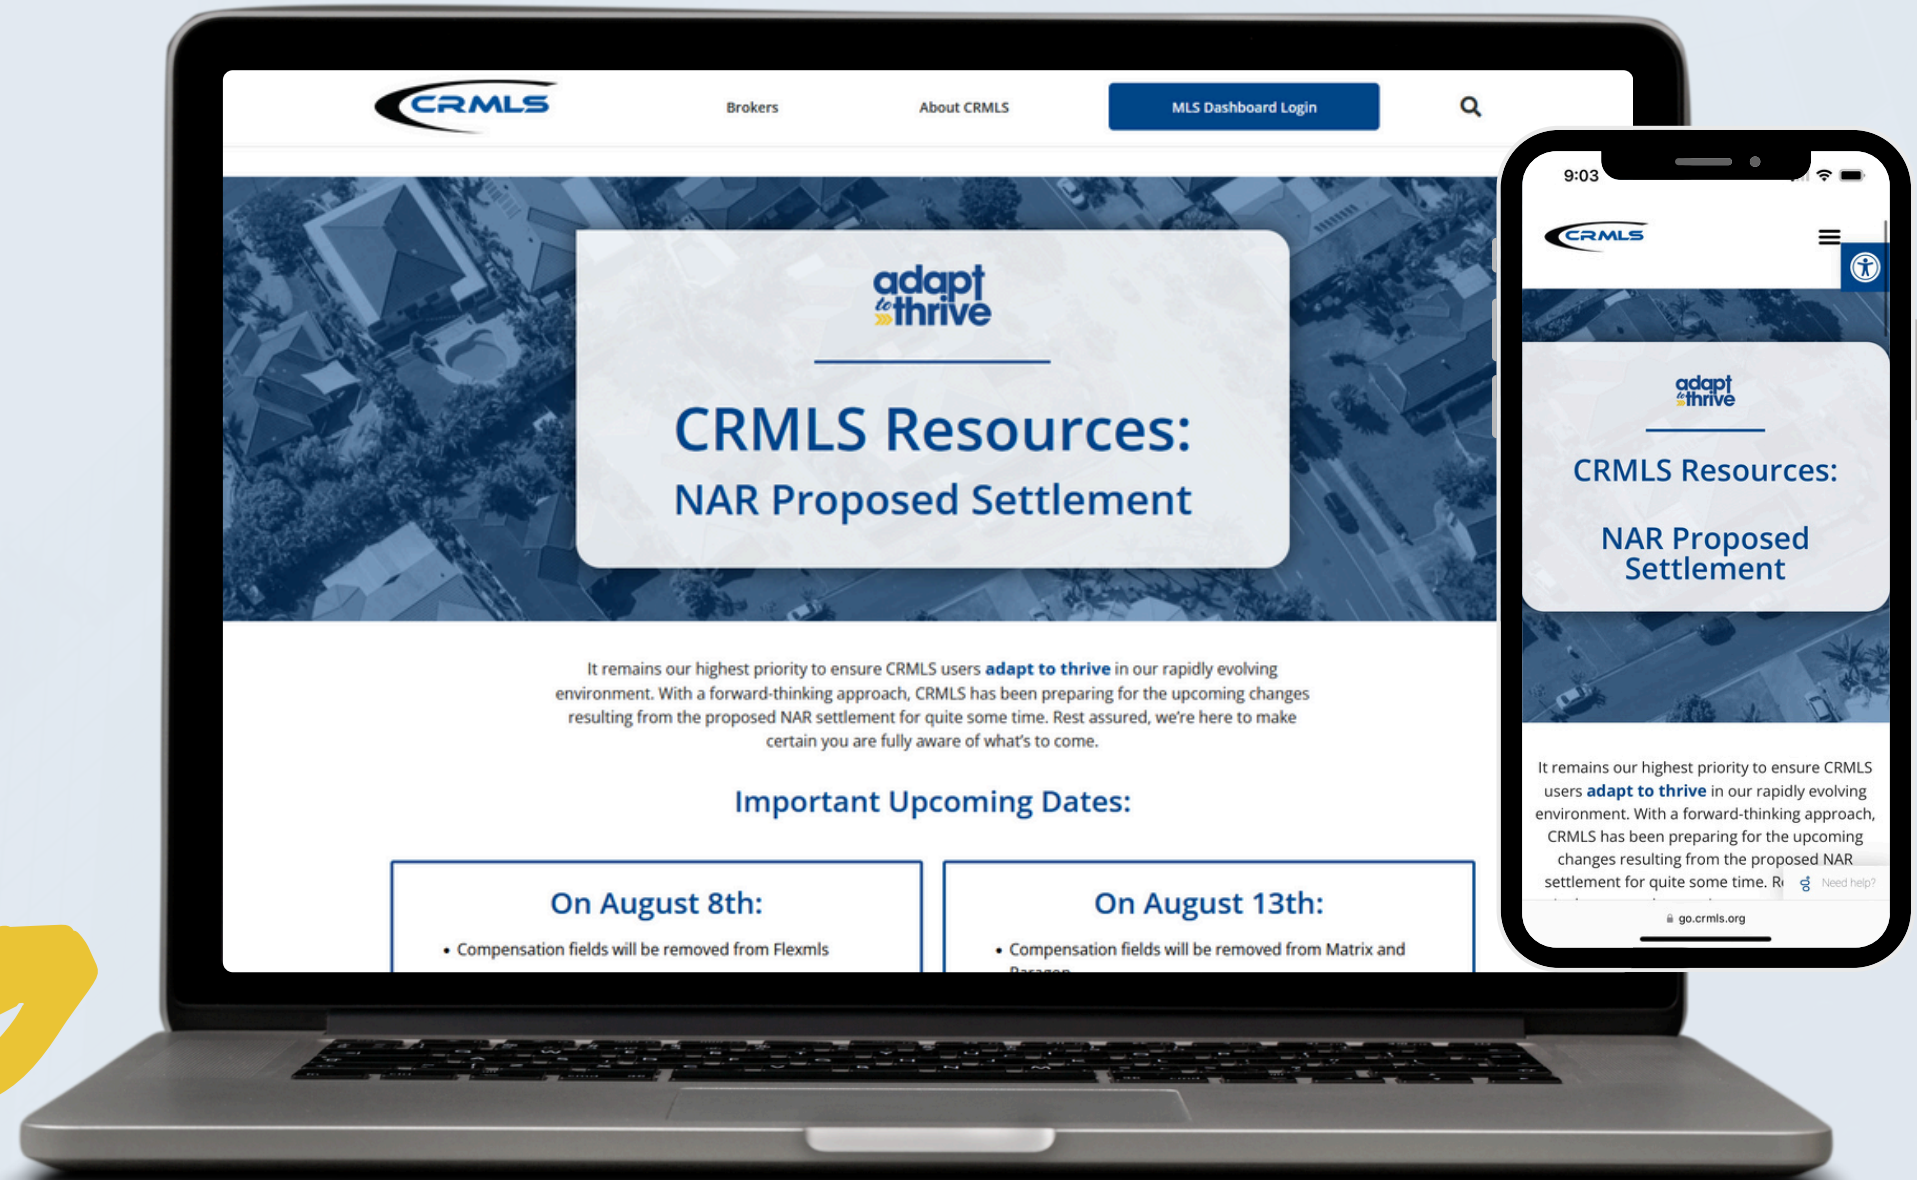 CRMLS
Brokers
About CRMLS
MLS Dashboard Login
adapt
to
thrive
CRMLS Resources:
NAR Proposed Settlement
It remains our highest priority to ensure CRMLS users adapt to thrive in our rapidly evolving
environment. With a forward-thinking approach, CRMLS has been preparing for the upcoming changes
resulting from the proposed NAR settlement for quite some time. Rest assured, we're here to make
certain you are fully aware of what's to come.
Important Upcoming Dates:
On August 8th:
• Compensation fields will be removed from Flexmls
On August 13th:
• Compensation fields will be removed from Matrix and
Paragon
9:03
CRMLS
adapt
to
thrive
CRMLS Resources:
NAR Proposed
Settlement
It remains our highest priority to ensure CRMLS
users adapt to thrive in our rapidly evolving
environment. With a forward-thinking approach,
CRMLS has been preparing for the upcoming
changes resulting from the proposed NAR
settlement for quite some time.
Need help?
go.crmls.org